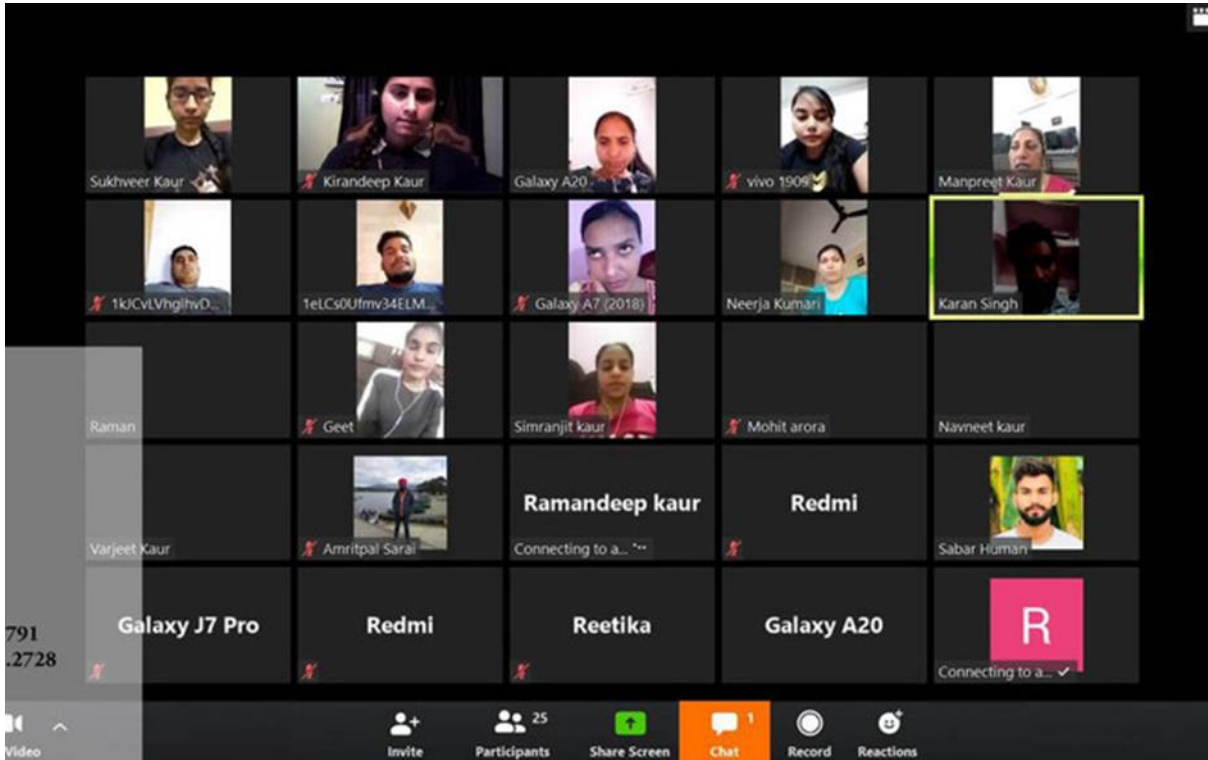 Sukhveer Kaur
Kirandeep Kaur
Galaxy A20
vivo 1909
Manpreet Kaur
1kJCvLVhgihvD...
1eLCs0Ufmv34ELM...
Galaxy A7 (2018)
Neerja Kumari
Karan Singh
Raman
Geet
Simranjit kaur
Mohit arora
Navneet kaur
Varjeet Kaur
Amritpal Sarai
Ramandeep kaur
Connecting to a...
Redmi
Sabar Human
Galaxy J7 Pro
Redmi
Reetika
Galaxy A20
R
Connecting to a...
791
.2728
Video
Invite
25
Participants
Share Screen
1
Chat
Record
Reactions